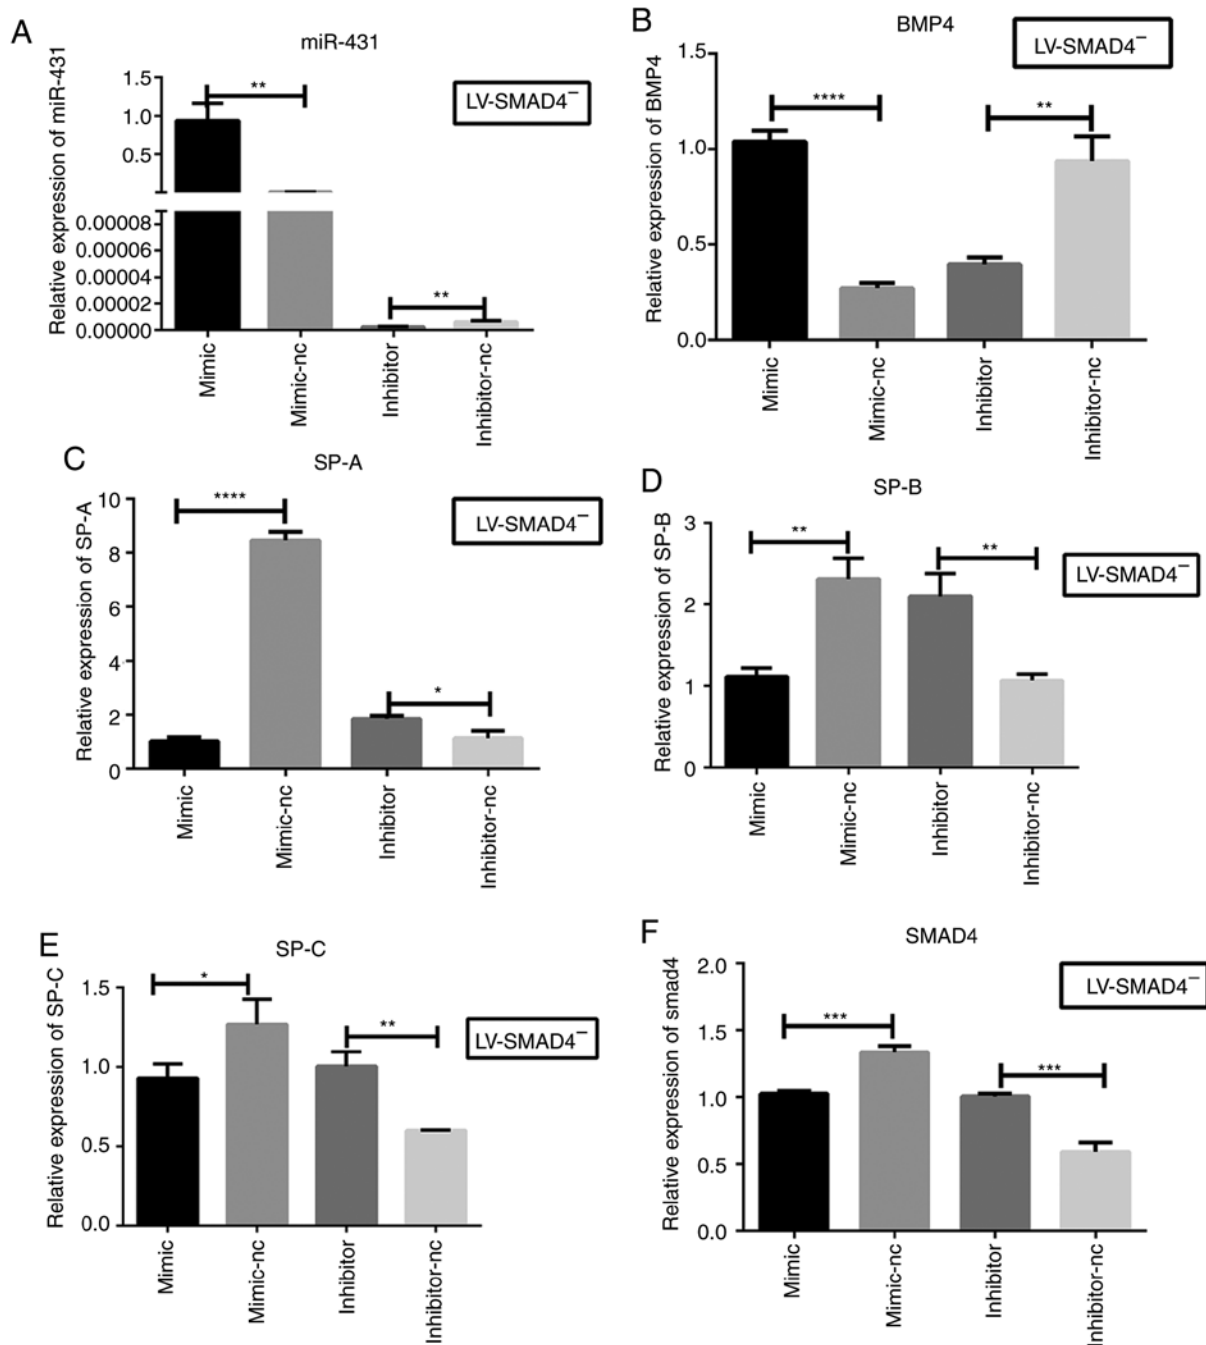 A
miR-431
Relative expression of miR-431
1.5
1.0
0.5
0.00008
0.00006
0.00004
0.00002
0.00000
**
**
LV-SMAD4⁻
Mimic
Mimic-nc
Inhibitor
Inhibitor-nc
B
BMP4
Relative expression of BMP4
1.5
1.0
0.5
0.0
****
**
LV-SMAD4⁻
Mimic
Mimic-nc
Inhibitor
Inhibitor-nc
C
SP-A
Relative expression of SP-A
10
8
6
4
2
0
****
*
LV-SMAD4⁻
Mimic
Mimic-nc
Inhibitor
Inhibitor-nc
D
SP-B
Relative expression of SP-B
3
2
1
0
**
**
LV-SMAD4⁻
Mimic
Mimic-nc
Inhibitor
Inhibitor-nc
E
SP-C
Relative expression of SP-C
1.5
1.0
0.5
0.0
*
**
LV-SMAD4⁻
Mimic
Mimic-nc
Inhibitor
Inhibitor-nc
F
SMAD4
Relative expression of smad4
2.0
1.5
1.0
0.5
0.0
***
***
LV-SMAD4⁻
Mimic
Mimic-nc
Inhibitor
Inhibitor-nc